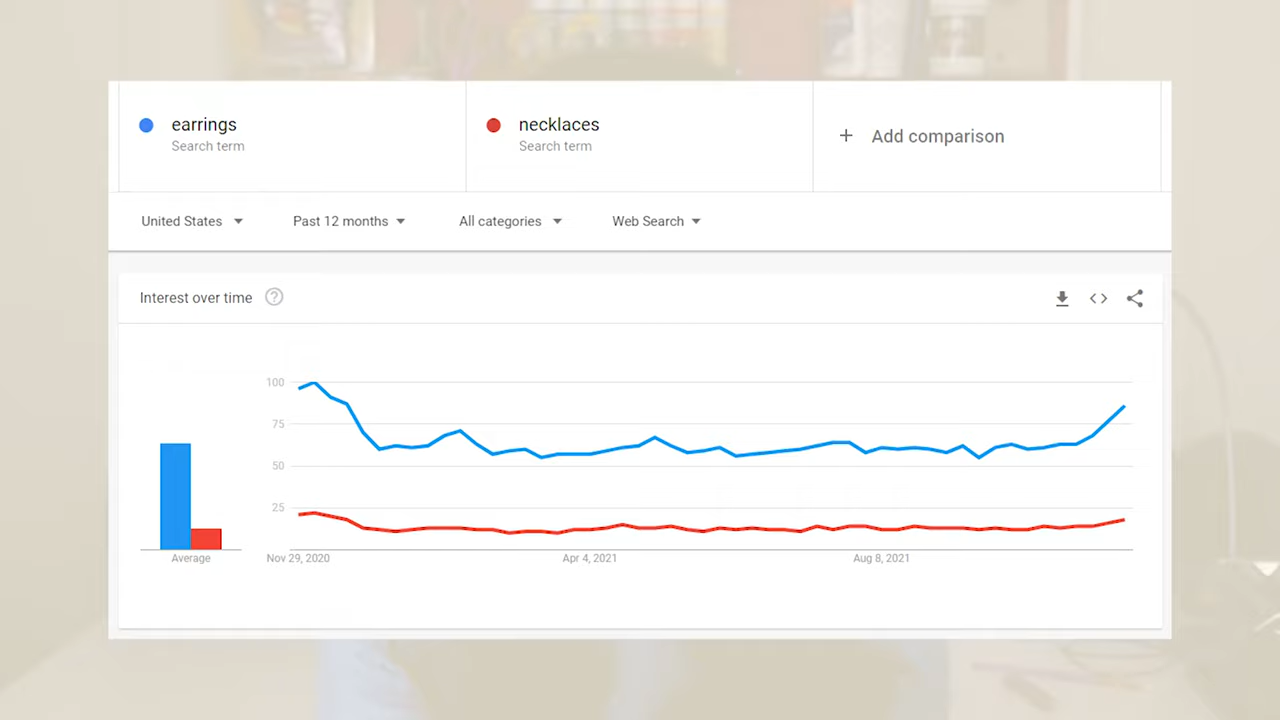 earrings
Search term
necklaces
Search term
+ Add comparison
United States
Past 12 months
All categories
Web Search
Interest over time ?
100
75
50
25
Average
Nov 29, 2020
Apr 4, 2021
Aug 8, 2021